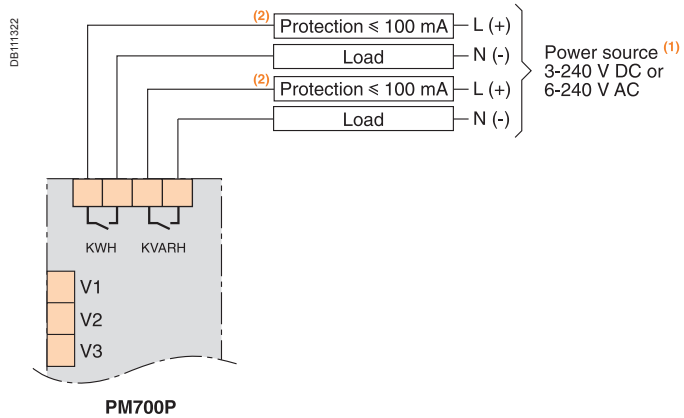 DB111322
(2) Protection ⩽ 100 mA L (+)
Load N (-)
(2) Protection ⩽ 100 mA L (+)
Load N (-)
Power source (1)
3-240 V DC or
6-240 V AC
KWH KVARH
V1
V2
V3
PM700P